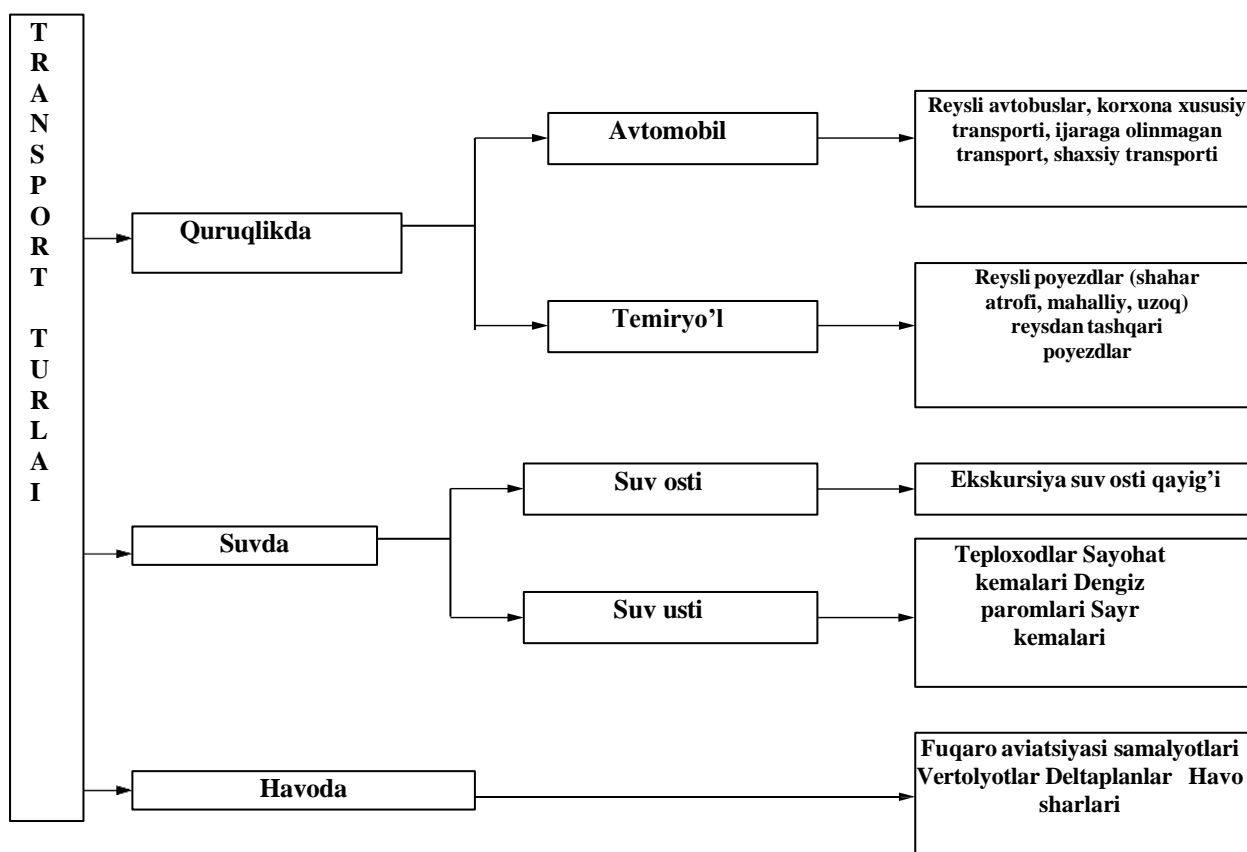 TRANSPORT TURLAI
Avtomobil
Reysli avtobuslar, korxona xususiy
transporti, ijaraga olinmagan
transport, shaxsiy transporti
Quruqlikda
Temiryo’l
Reysli poyezdlar (shahar
atrofi, mahalliy, uzoq)
reysdan tashqari
poyezdlar
Suv osti
Ekskursiya suv osti qayig’i
Suvda
Suv usti
Teploxodlar Sayohat
kemalari Dengiz
paromlari Sayr
kemalari
Havoda
Fuqaro aviatsiyasi samalyotlari
Vertolyotlar Deltaplanlar Havo
sharlari